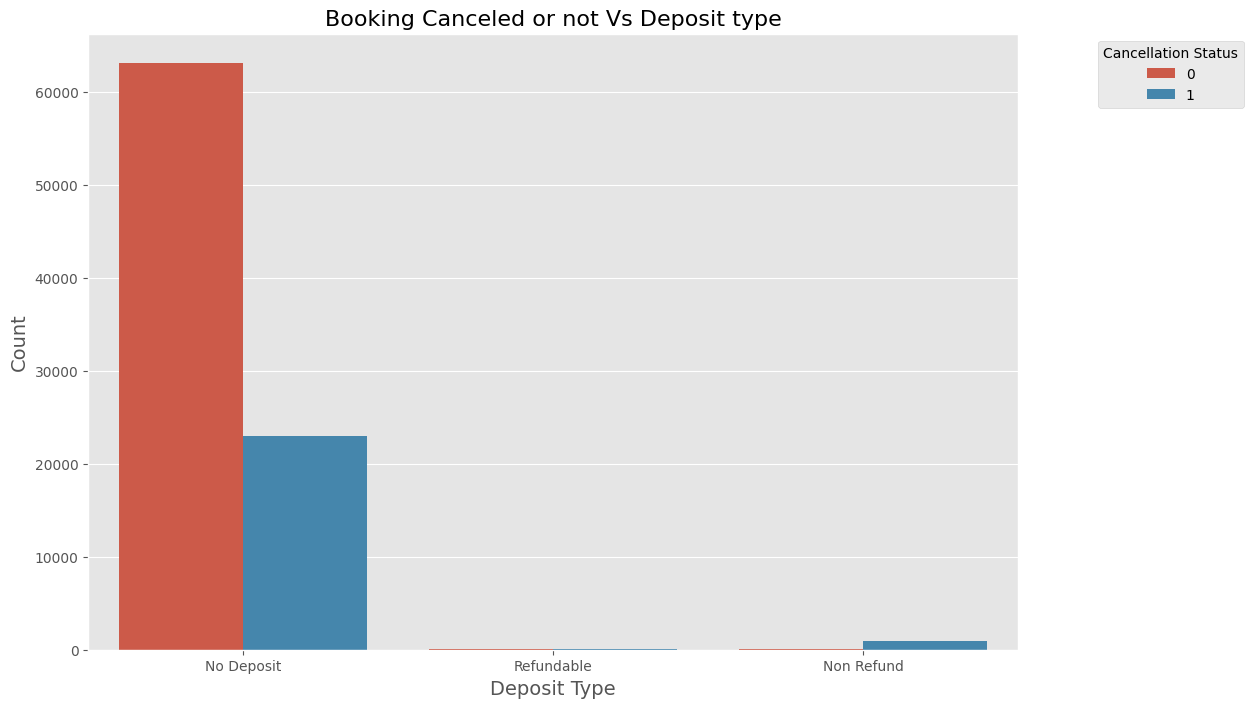 Booking Canceled or not Vs Deposit type
Cancellation Status
0
1
Count
60000
50000
40000
30000
20000
10000
0
No Deposit
Refundable
Non Refund
Deposit Type